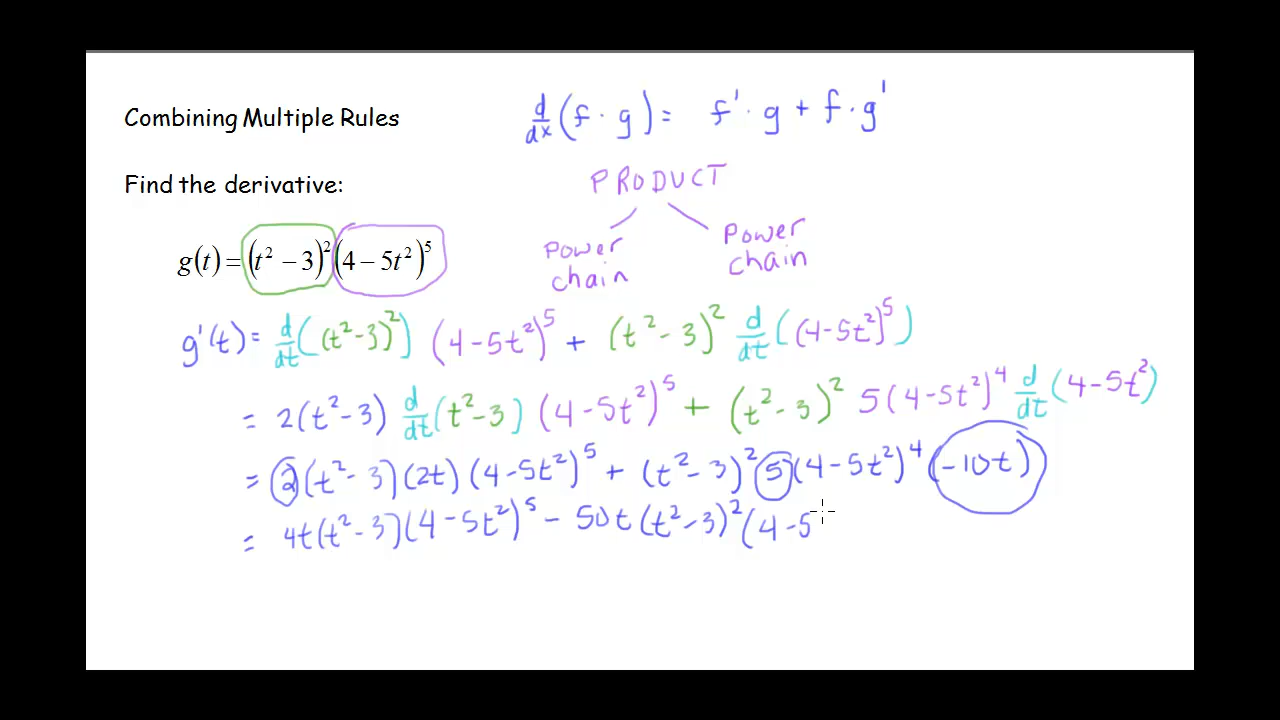 Combining Multiple Rules
d/dx (f · g) = f' · g + f · g'
Find the derivative:
PRODUCT
Power chain
Power chain
g(t) = (t² − 3)²(4 − 5t²)⁵
g'(t) = d/dt((t²-3)²) (4-5t²)⁵ + (t²-3)² d/dt((4-5t²)⁵)
= 2(t²-3) d/dt(t²-3) (4-5t²)⁵ + (t²-3)² 5(4-5t²)⁴ d/dt(4-5t²)
= 2(t²-3)(2t)(4-5t²)⁵ + (t²-3)² 5(4-5t²)⁴(-10t)
= 4t(t²-3)(4-5t²)⁵ - 50t(t²-3)²(4-5